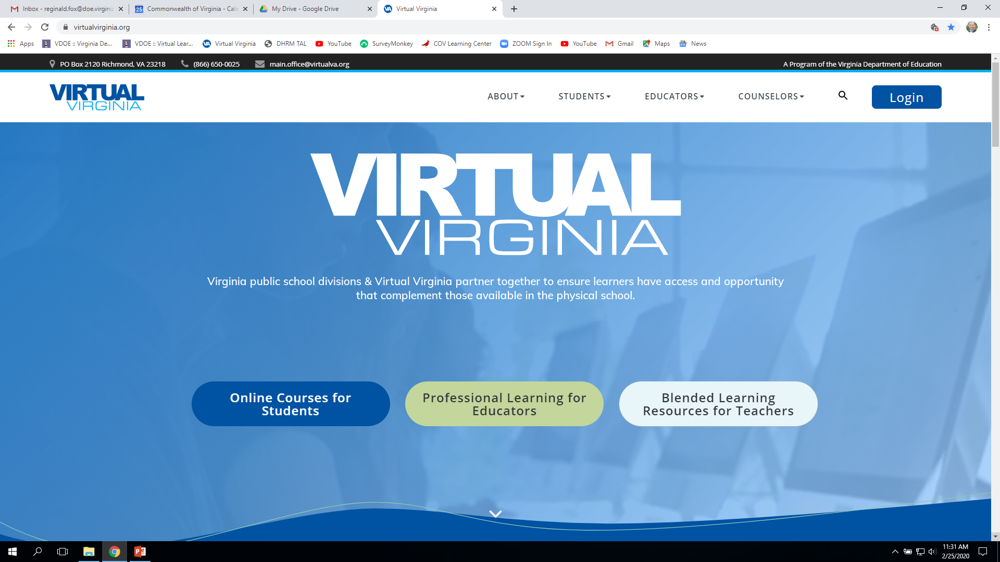 Inbox - reginald.fox@doe.virginia
Commonwealth of Virginia - Cale
My Drive - Google Drive
Virtual Virginia
virtualvirginia.org
Apps
VDOE :: Virginia De...
VDOE :: Virtual Lear...
Virtual Virginia
DHRM TAL
YouTube
SurveyMonkey
COV Learning Center
ZOOM Sign In
YouTube
Gmail
Maps
News
PO Box 2120 Richmond, VA 23218
(866) 650-0025
main.office@virtualva.org
A Program of the Virginia Department of Education
VIRTUAL
VIRGINIA
ABOUT
STUDENTS
EDUCATORS
COUNSELORS
Login
VIRTUAL
VIRGINIA
Virginia public school divisions & Virtual Virginia partner together to ensure learners have access and opportunity
that complement those available in the physical school.
Online Courses for
Students
Professional Learning for
Educators
Blended Learning
Resources for Teachers
11:31 AM
2/25/2020